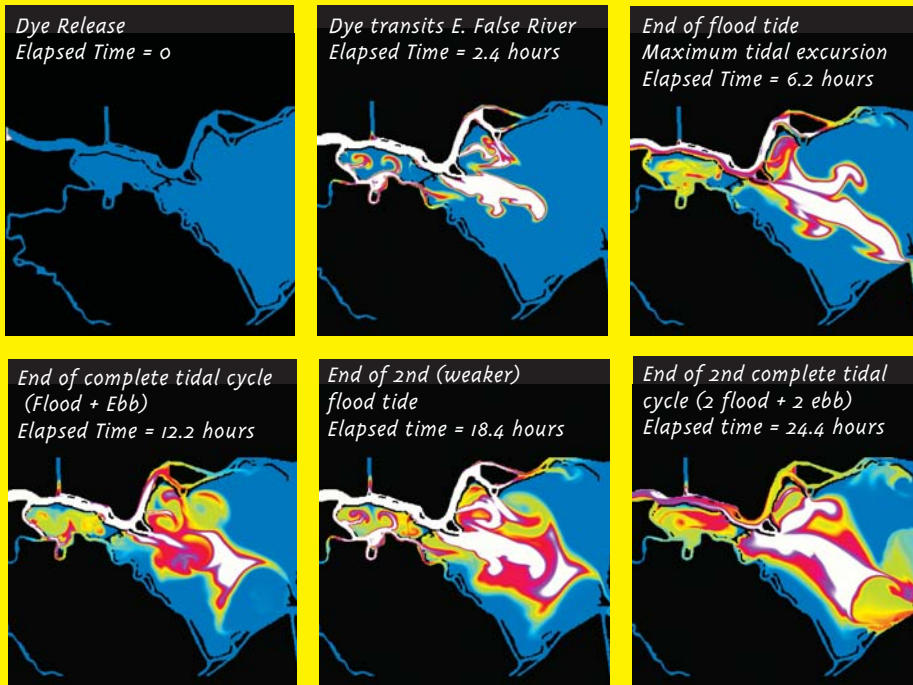 Dye Release
Elapsed Time = 0
Dye transits E. False River
Elapsed Time = 2.4 hours
End of flood tide
Maximum tidal excursion
Elapsed Time = 6.2 hours
End of complete tidal cycle
(Flood + Ebb)
Elapsed Time = 12.2 hours
End of 2nd (weaker)
flood tide
Elapsed time = 18.4 hours
End of 2nd complete tidal
cycle (2 flood + 2 ebb)
Elapsed time = 24.4 hours